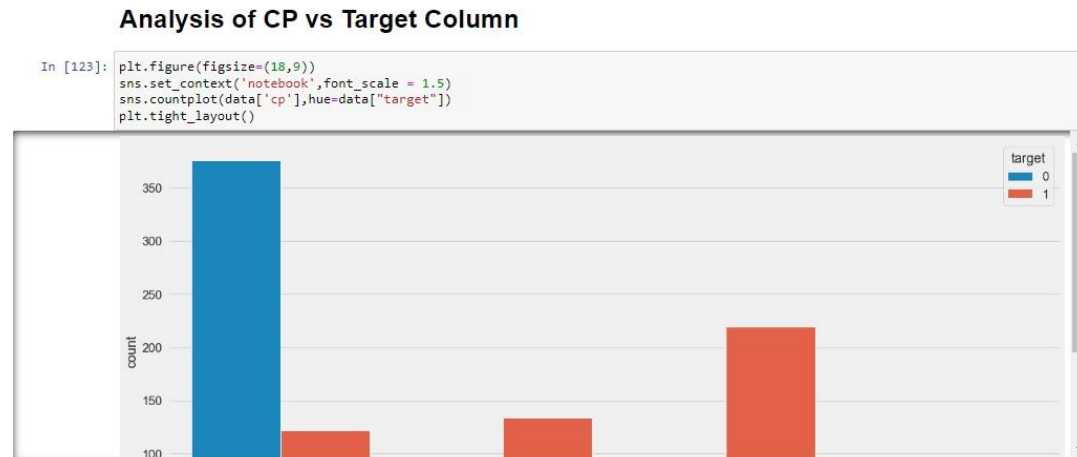 Analysis of CP vs Target Column
In [123]: plt.figure(figsize=(18,9))
sns.set_context('notebook',font_scale = 1.5)
sns.countplot(data['cp'],hue=data["target"])
plt.tight_layout()
target
0
1
350
300
250
200
150
100
count